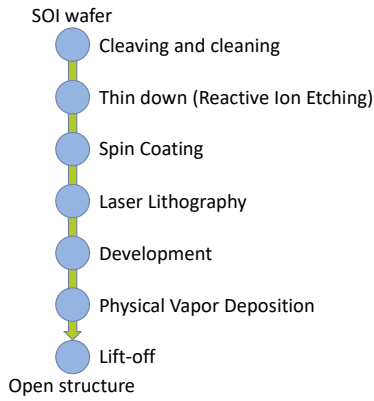 SOI wafer
Cleaving and cleaning
Thin down (Reactive Ion Etching)
Spin Coating
Laser Lithography
Development
Physical Vapor Deposition
Lift-off
Open structure